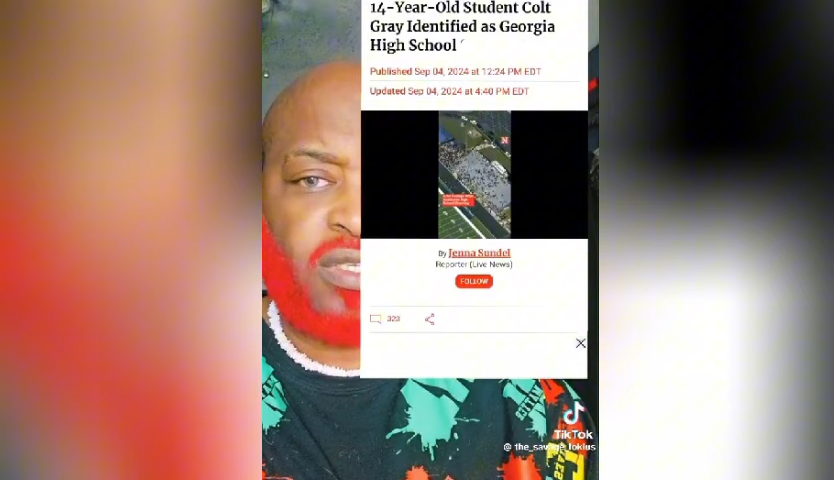 14-Year-Old Student Colt
Gray Identified as Georgia
High School
Published Sep 04, 2024 at 12:24 PM EDT
Updated Sep 04, 2024 at 4:40 PM EDT
By Jenna Sundel
Reporter (Live News)
FOLLOW
323
TikTok
@the_savage_lokius